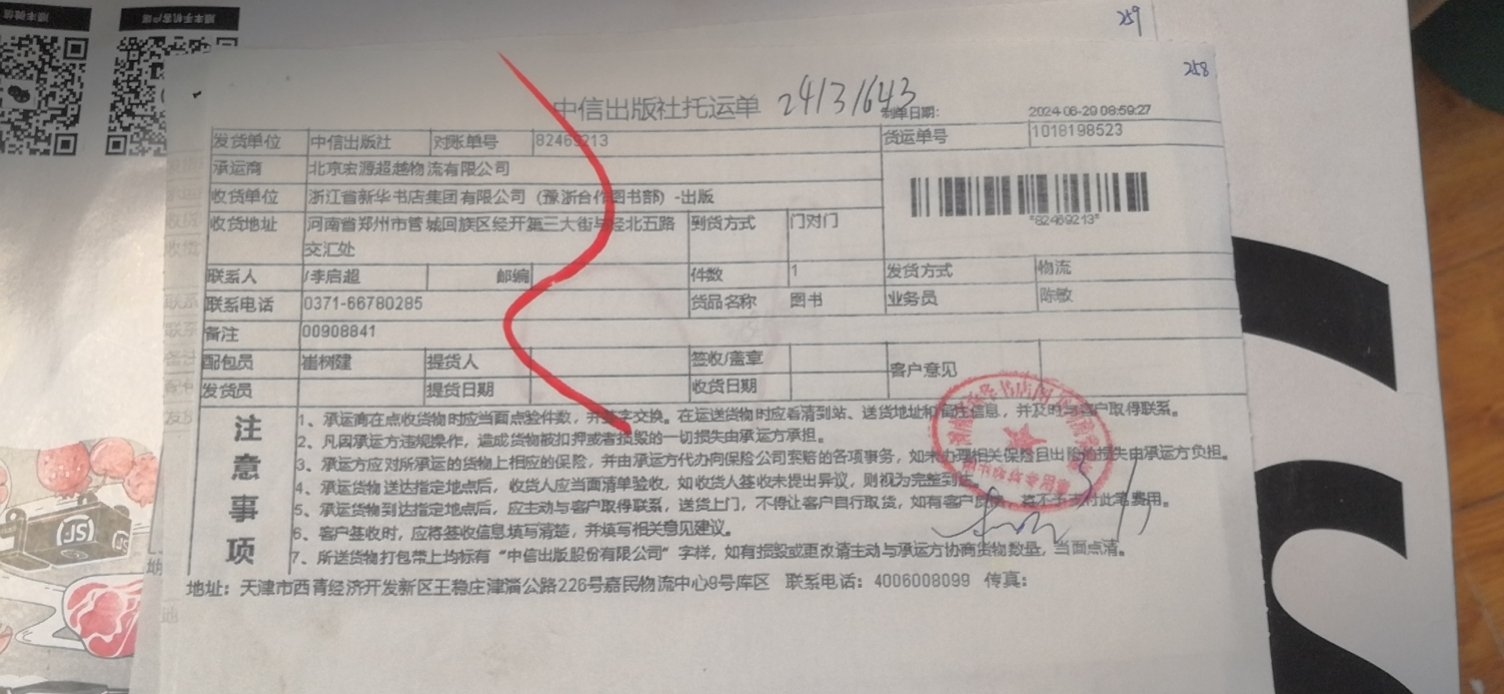 259
258
中信出版社托运单 24131643
制单日期: 2024-06-29 08:59:27
发货单位 中信出版社 对账单号 82469213 货运单号 1018198523
承运商 北京宏源超越物流有限公司
收货单位 浙江省新华书店集团有限公司（豫浙合作图书部）-出版
*82469213*
收货地址 河南省郑州市管城回族区经开第三大街与经北五路 到货方式 门对门
交汇处
联系人 /李启超 邮编 件数 1 发货方式 物流
联系电话 0371-66780285 货品名称 图书 业务员 陈敏
备注 00908841
配包员 崔树建 提货人 签收/盖章 客户意见
发货员 提货日期 收货日期
注意事项
1、承运商在点收货物时应当面点验件数，并签字交换。在运送货物时应看清到站、送货地址和备注信息，并及时与客户取得联系。
2、凡因承运方违规操作，造成货物被扣押或者损毁的一切损失由承运方承担。
3、承运方应对所承运的货物上相应的保险，并由承运方代办向保险公司索赔的各项事务，如未办理相关保险且出险的损失由承运方负担。
4、承运货物送达指定地点后，收货人应当面清单验收，如收货人签收未提出异议，则视为完整到
5、承运货物到达指定地点后，应主动与客户取得联系，送货上门，不得让客户自行取货，如有客户 将不予支付此笔费用。
6、客户签收时，应将签收信息填写清楚，并填写相关意见建议。
7、所送货物打包带上均标有“中信出版股份有限公司”字样，如有损毁或更改请主动与承运方协商货物数量，当面点清。
地址：天津市西青经济开发新区王稳庄津淄公路226号嘉民物流中心9号库区 联系电话：4006008099 传真：
JS